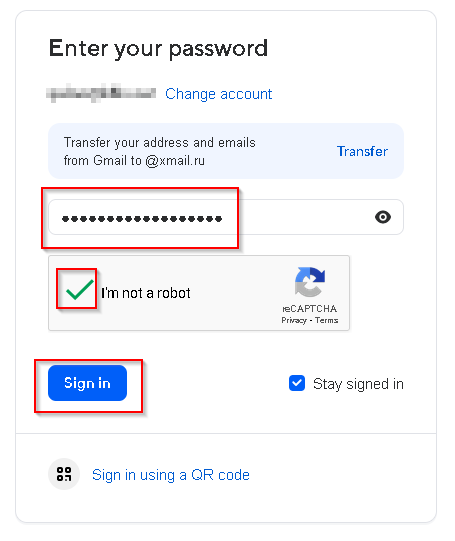 Enter your password
Change account
Transfer your address and emails
from Gmail to @xmail.ru
Transfer
I'm not a robot
reCAPTCHA
Privacy - Terms
Sign in
Stay signed in
Sign in using a QR code